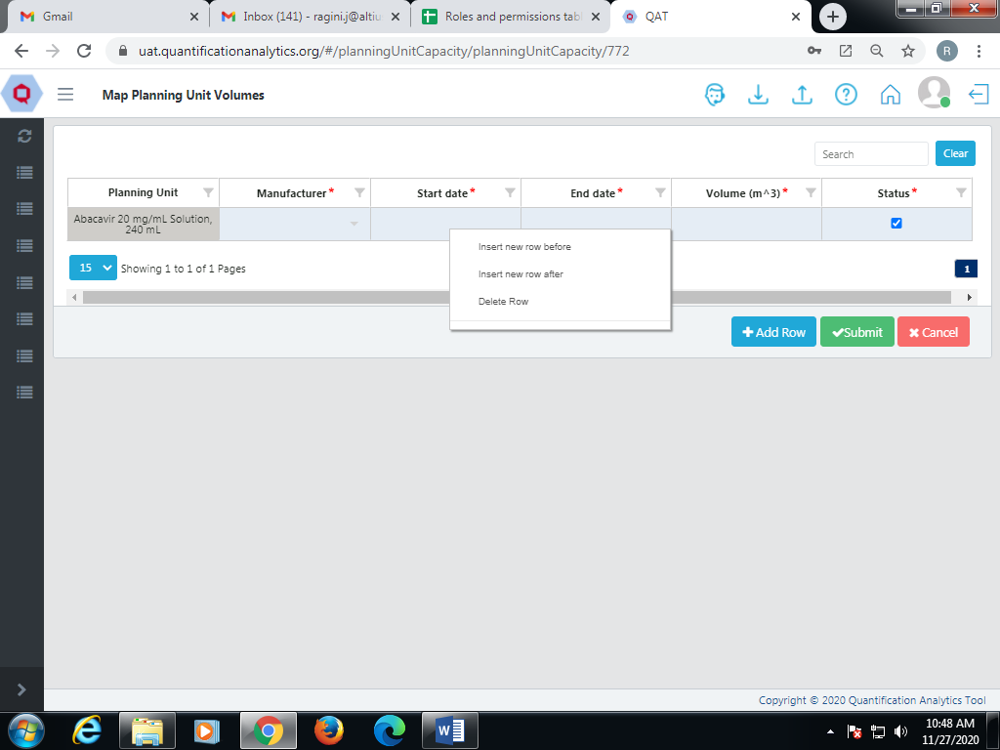 Gmail
Inbox (141) - ragini.j@altiu
Roles and permissions tabl
QAT
uat.quantificationanalytics.org/#/planningUnitCapacity/planningUnitCapacity/772
R
Map Planning Unit Volumes
Search
Clear
Planning Unit
Manufacturer *
Start date *
End date *
Volume (m^3) *
Status *
Abacavir 20 mg/mL Solution,
240 mL
Insert new row before
Insert new row after
Delete Row
15
Showing 1 to 1 of 1 Pages
1
Add Row
Submit
Cancel
Copyright © 2020 Quantification Analytics Tool
10:48 AM
11/27/2020